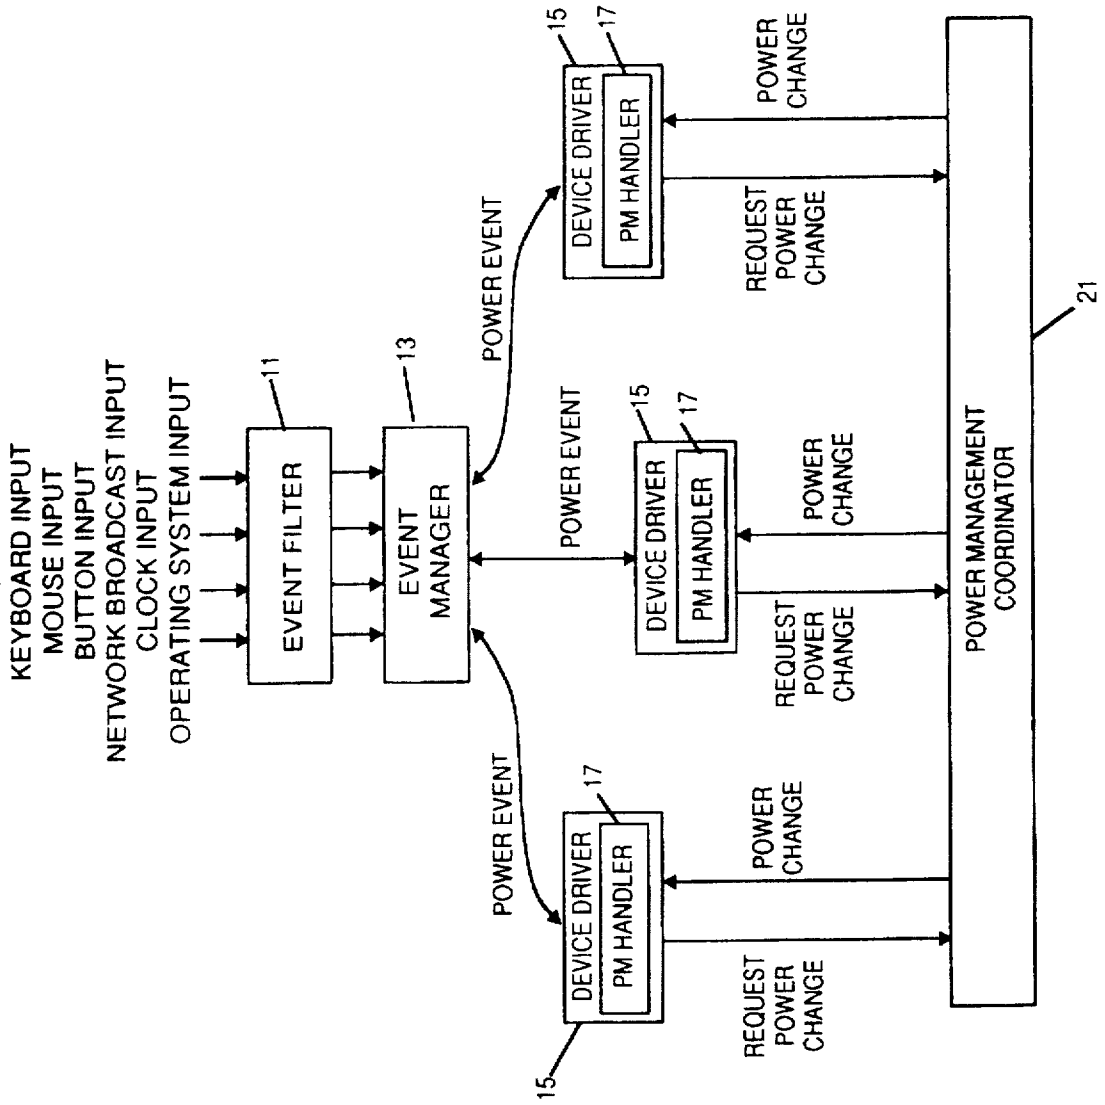 KEYBOARD INPUT
MOUSE INPUT
BUTTON INPUT
NETWORK BROADCAST INPUT
CLOCK INPUT
OPERATING SYSTEM INPUT
EVENT FILTER
11
EVENT
MANAGER
13
POWER EVENT
POWER EVENT
POWER EVENT
15
DEVICE DRIVER
PM HANDLER
17
DEVICE DRIVER
15
PM HANDLER
17
DEVICE DRIVER
15
PM HANDLER
17
REQUEST
POWER
CHANGE
POWER
CHANGE
REQUEST
POWER
CHANGE
POWER
CHANGE
REQUEST
POWER
CHANGE
POWER
CHANGE
POWER MANAGEMENT
COORDINATOR
21